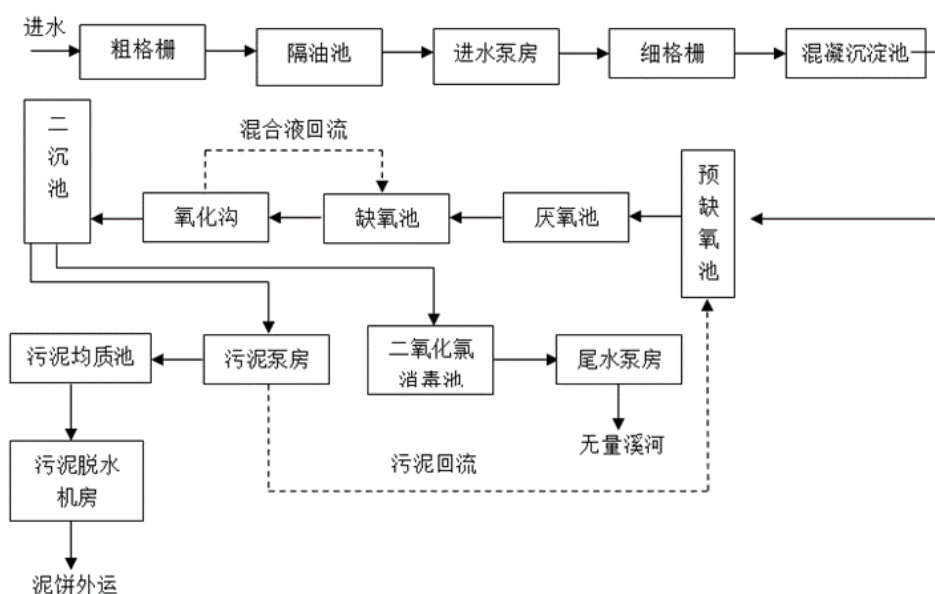 进水
粗格栅
隔油池
进水泵房
细格栅
混凝沉淀池
二
沉
池
混合液回流
氧化沟
缺氧池
厌氧池
预
缺
氧
池
污泥均质池
污泥泵房
二氧化氯
消毒池
尾水泵房
无量溪河
污泥脱水
机房
污泥回流
泥饼外运